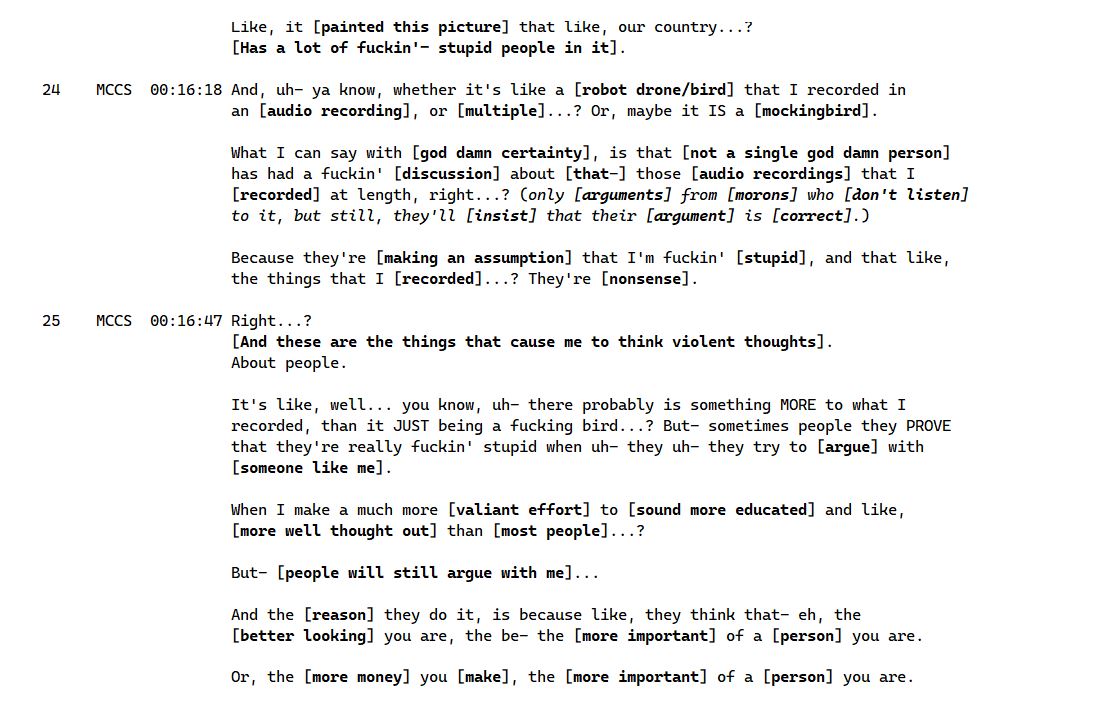 Like, it [painted this picture] that like, our country...?
[Has a lot of fuckin'– stupid people in it].
24 MCCS 00:16:18 And, uh– ya know, whether it's like a [robot drone/bird] that I recorded in
an [audio recording], or [multiple]...? Or, maybe it IS a [mockingbird].
What I can say with [god damn certainty], is that [not a single god damn person]
has had a fuckin' [discussion] about [that–] those [audio recordings] that I
[recorded] at length, right...? (only [arguments] from [morons] who [don't listen]
to it, but still, they'll [insist] that their [argument] is [correct].)
Because they're [making an assumption] that I'm fuckin' [stupid], and that like,
the things that I [recorded]...? They're [nonsense].
25 MCCS 00:16:47 Right...?
[And these are the things that cause me to think violent thoughts].
About people.
It's like, well... you know, uh– there probably is something MORE to what I
recorded, than it JUST being a fucking bird...? But– sometimes people they PROVE
that they're really fuckin' stupid when uh– they uh– they try to [argue] with
[someone like me].
When I make a much more [valiant effort] to [sound more educated] and like,
[more well thought out] than [most people]...?
But– [people will still argue with me]...
And the [reason] they do it, is because like, they think that– eh, the
[better looking] you are, the be– the [more important] of a [person] you are.
Or, the [more money] you [make], the [more important] of a [person] you are.